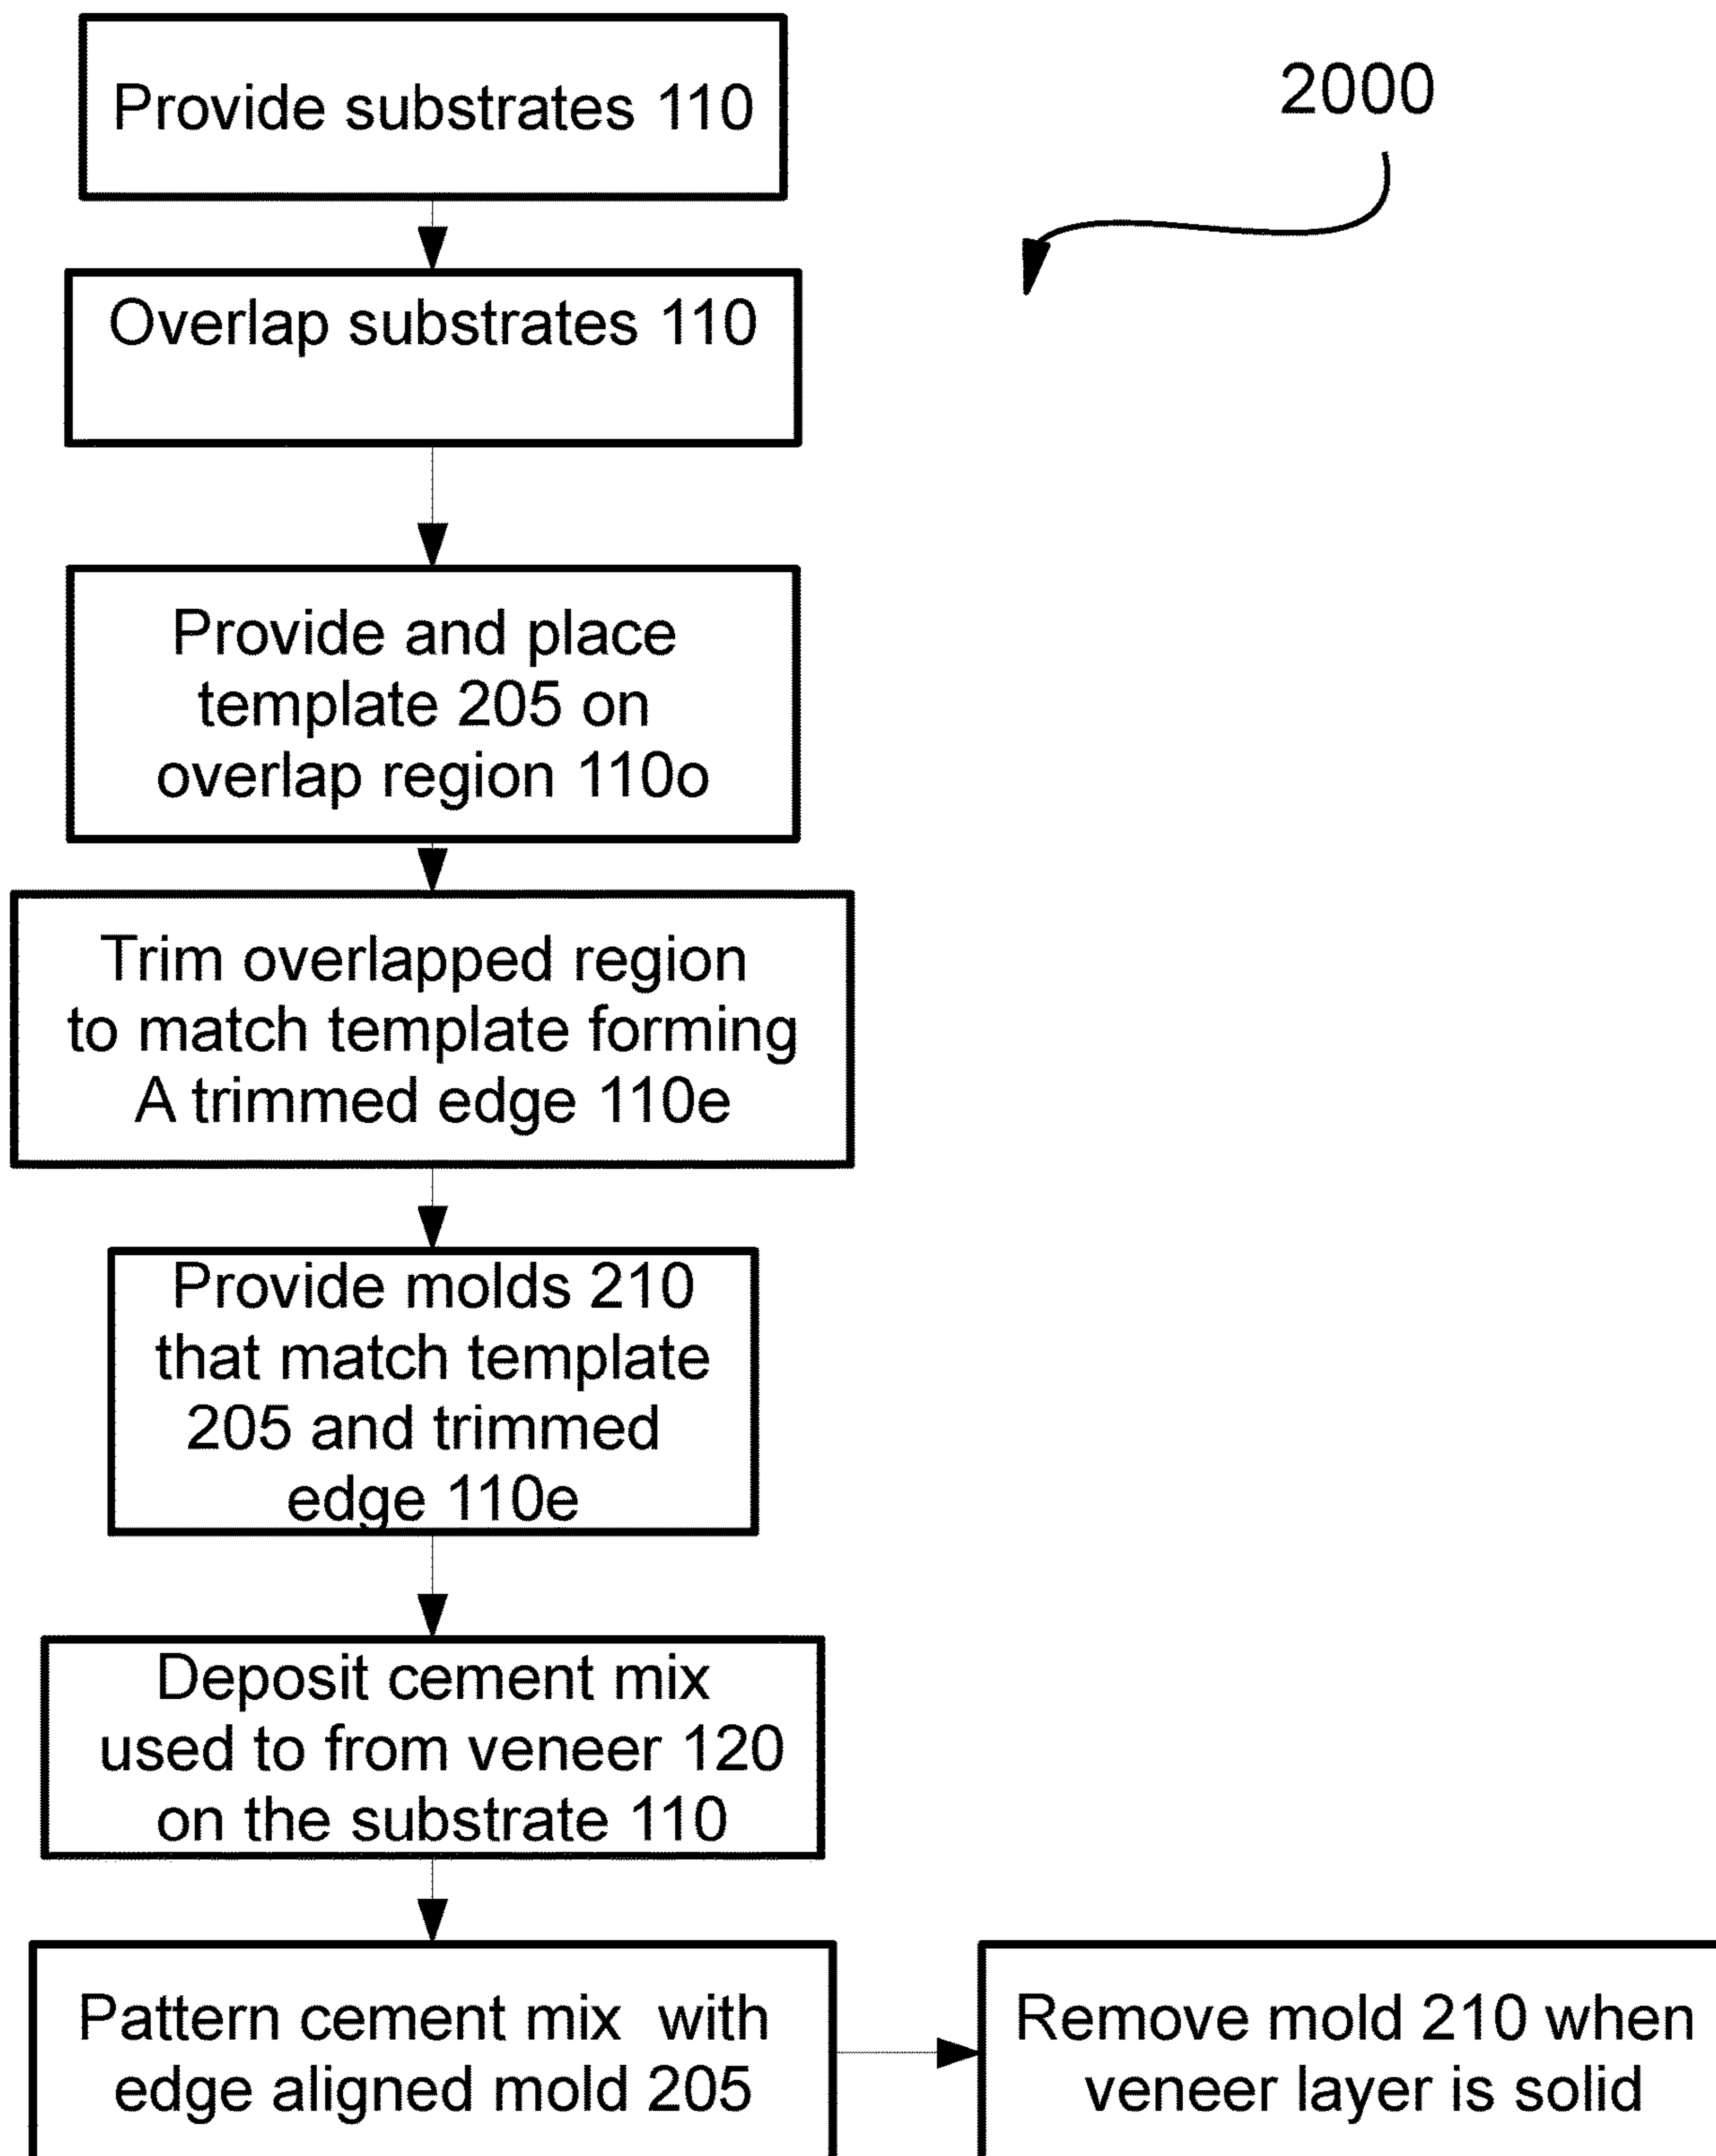 Provide substrates 110
2000
Overlap substrates 110
Provide and place
template 205 on
overlap region 110o
Trim overlapped region
to match template forming
A trimmed edge 110e
Provide molds 210
that match template
205 and trimmed
edge 110e
Deposit cement mix
used to from veneer 120
on the substrate 110
Pattern cement mix with
edge aligned mold 205
Remove mold 210 when
veneer layer is solid